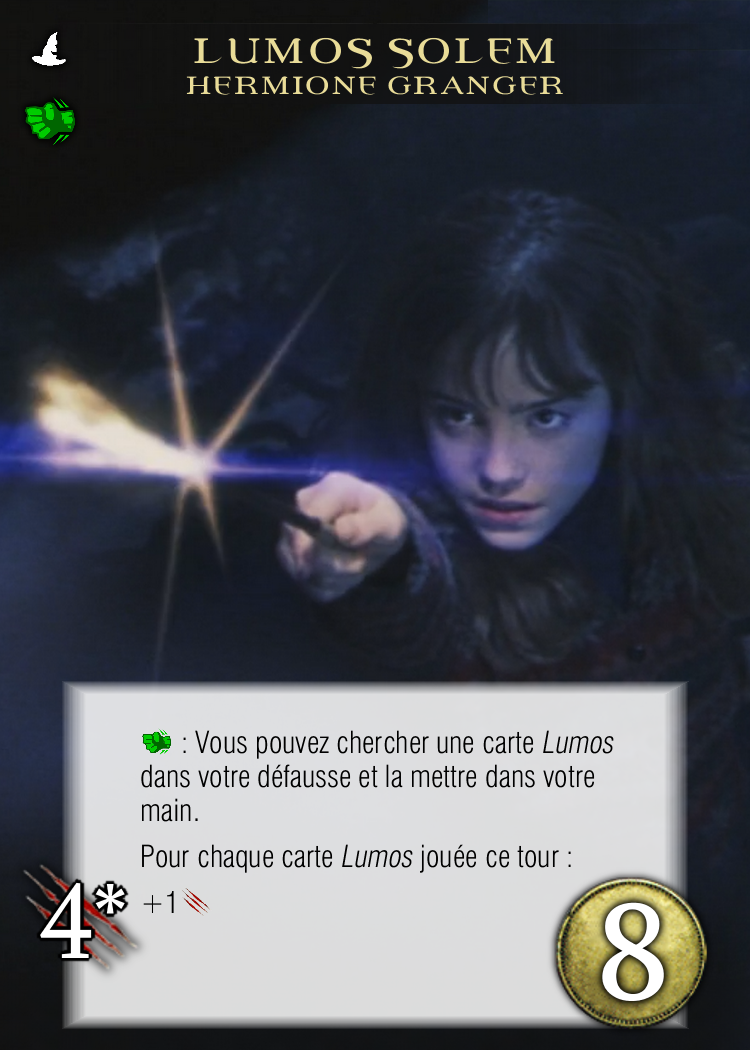 LUMOS SOLEM
HERMIONE GRANGER
: Vous pouvez chercher une carte Lumos
dans votre défausse et la mettre dans votre
main.
Pour chaque carte Lumos jouée ce tour :
+1
4*
8